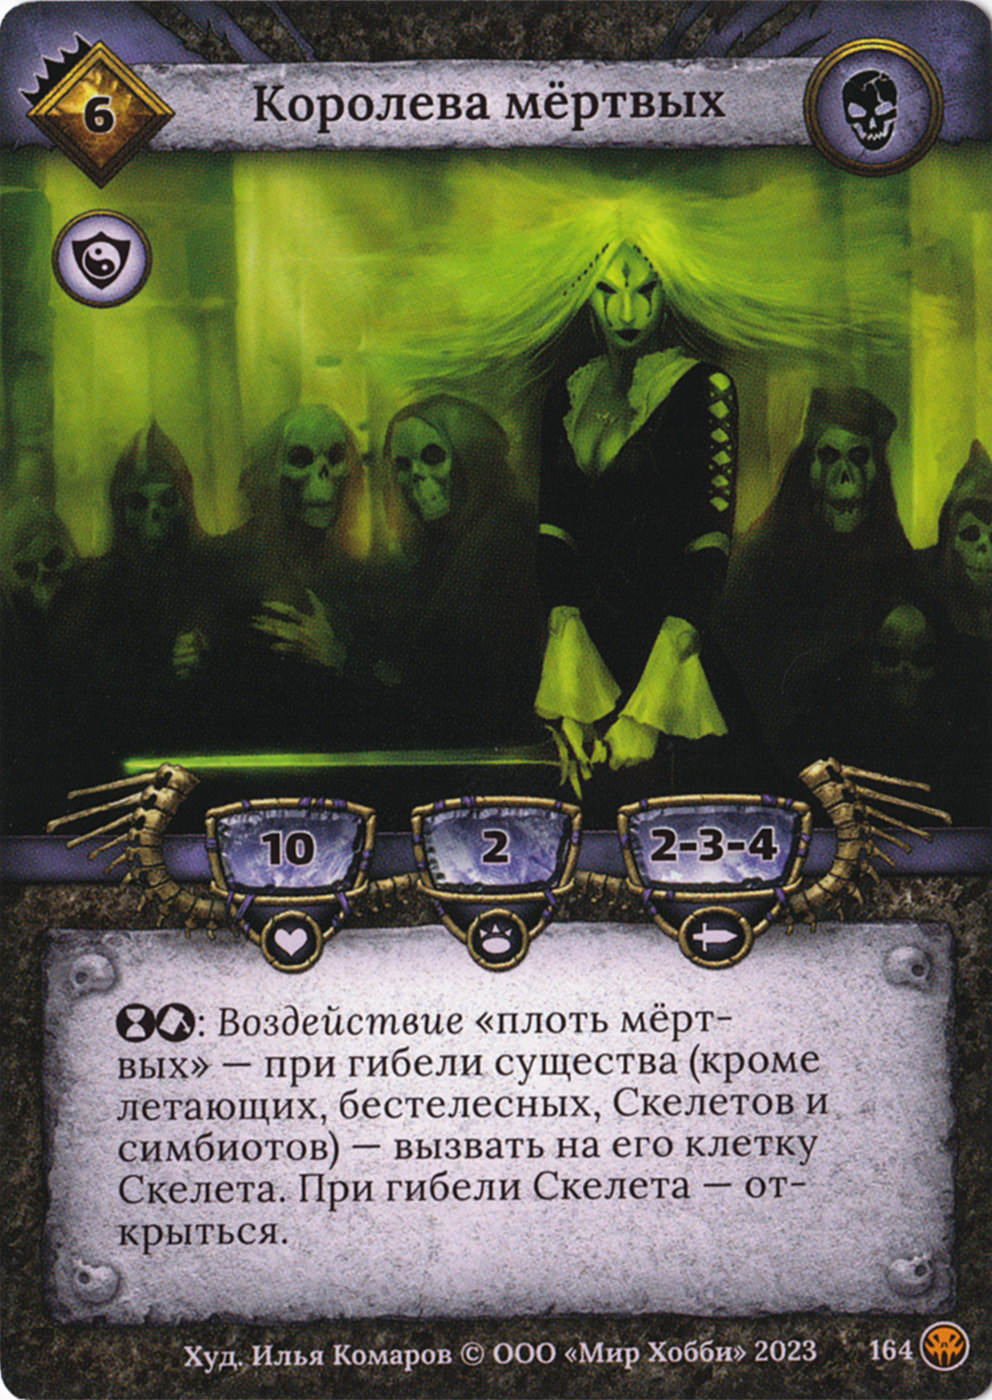 6
Королева мёртвых
10
2
2-3-4
: Воздействие «плоть мёрт-
вых» — при гибели существа (кроме
летающих, бестелесных, Скелетов и
симбиотов) — вызвать на его клетку
Скелета. При гибели Скелета — от-
крыться.
Худ. Илья Комаров © ООО «Мир Хобби» 2023
164